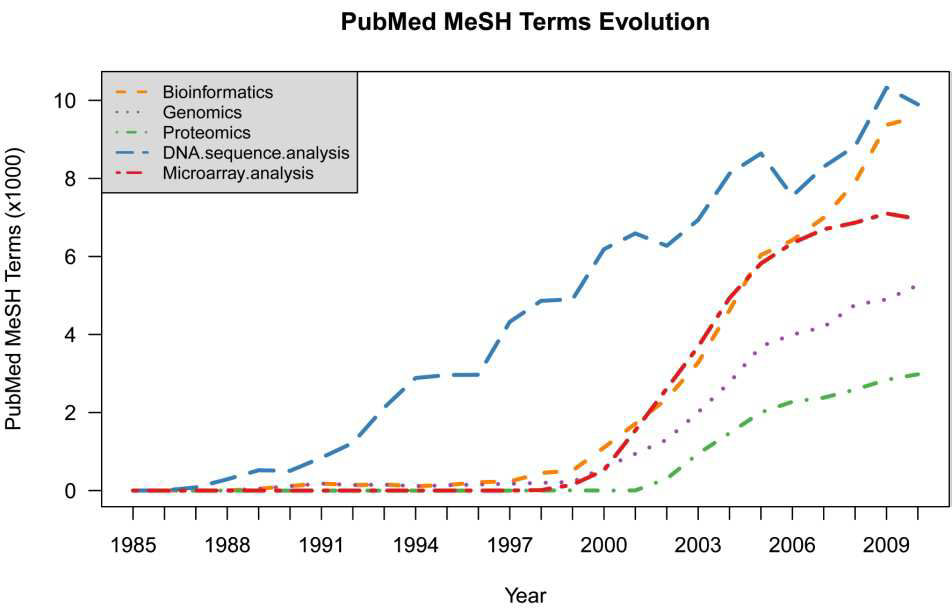 PubMed MeSH Terms Evolution
Bioinformatics
Genomics
Proteomics
DNA.sequence.analysis
Microarray.analysis
PubMed MeSH Terms (x1000)
10
8
6
4
2
0
1985 1988 1991 1994 1997 2000 2003 2006 2009
Year